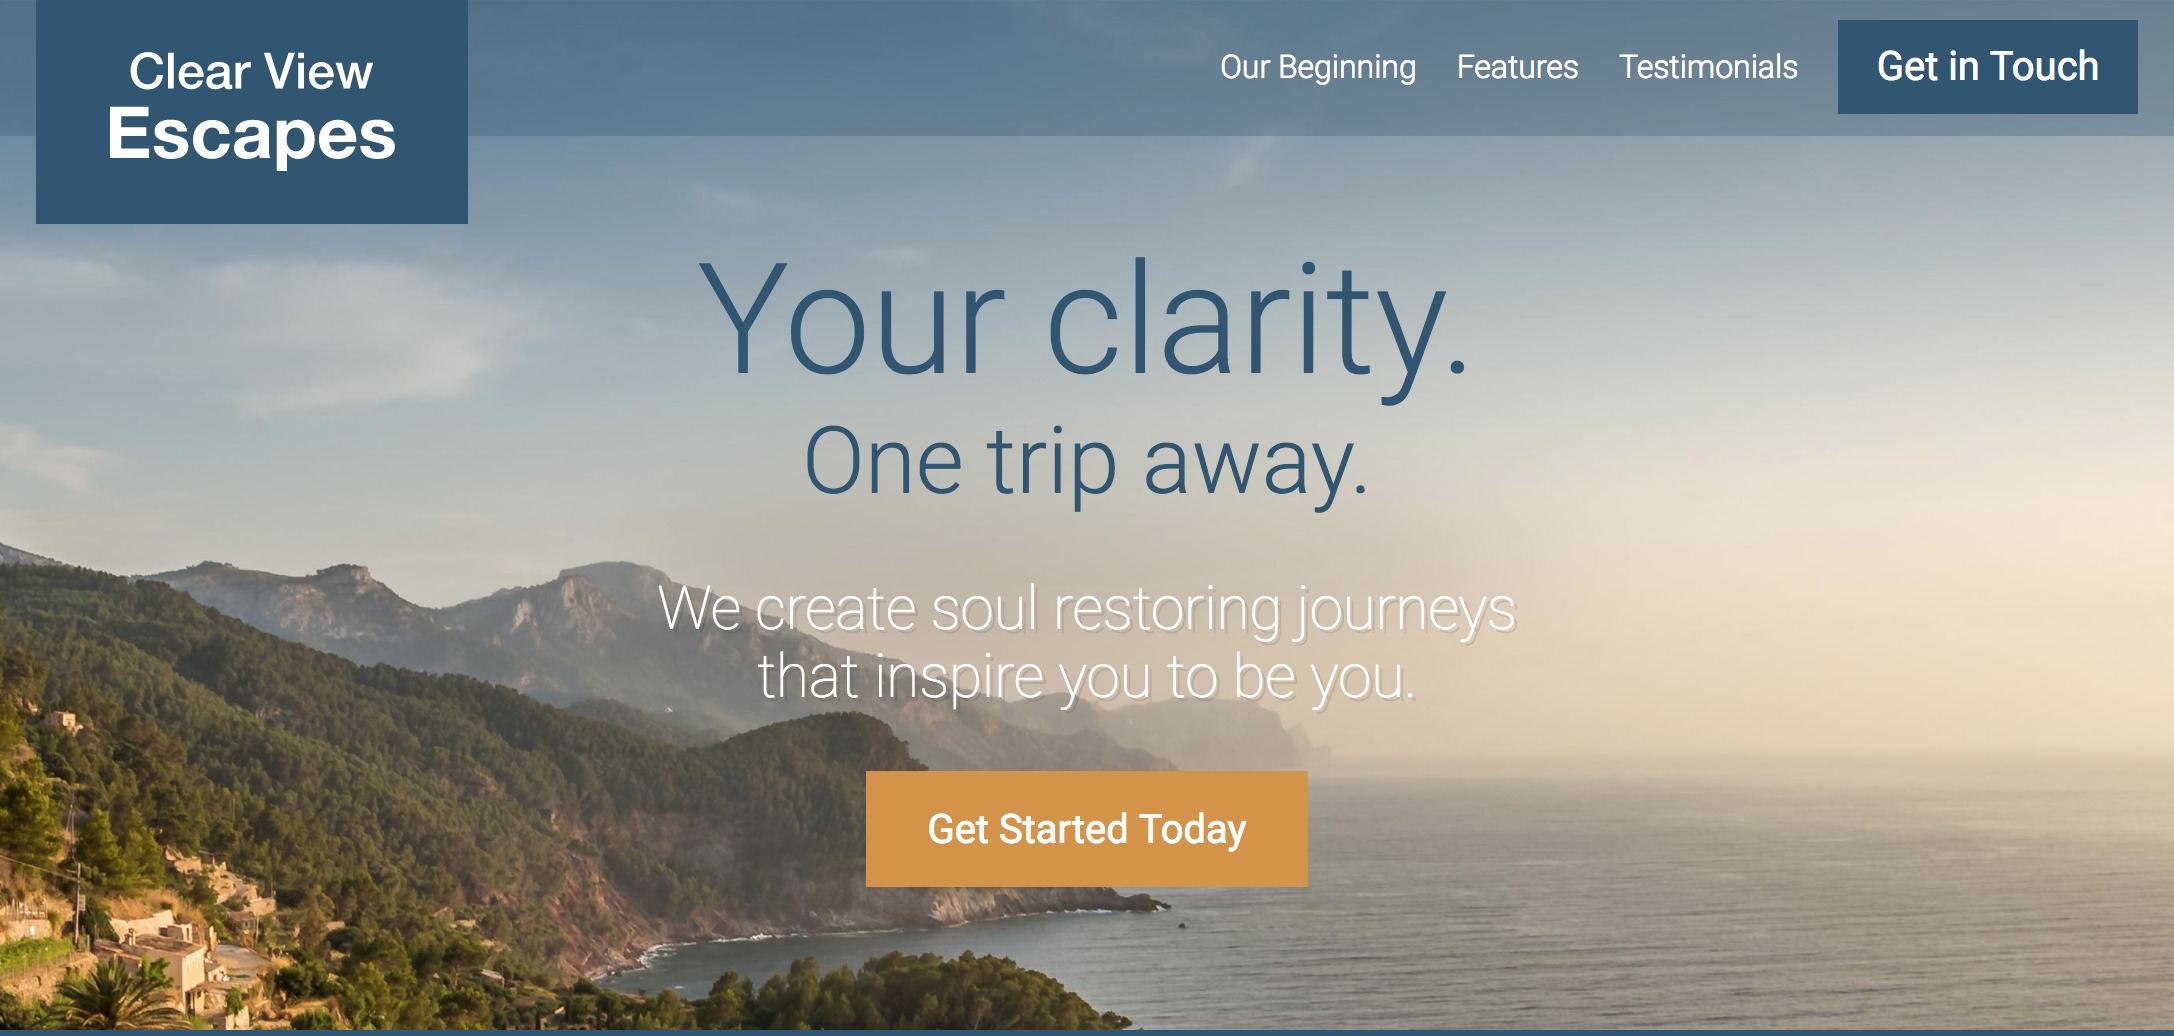 Clear View
Escapes
Our Beginning
Features
Testimonials
Get in Touch
Your clarity.
One trip away.
We create soul restoring journeys
that inspire you to be you.
Get Started Today